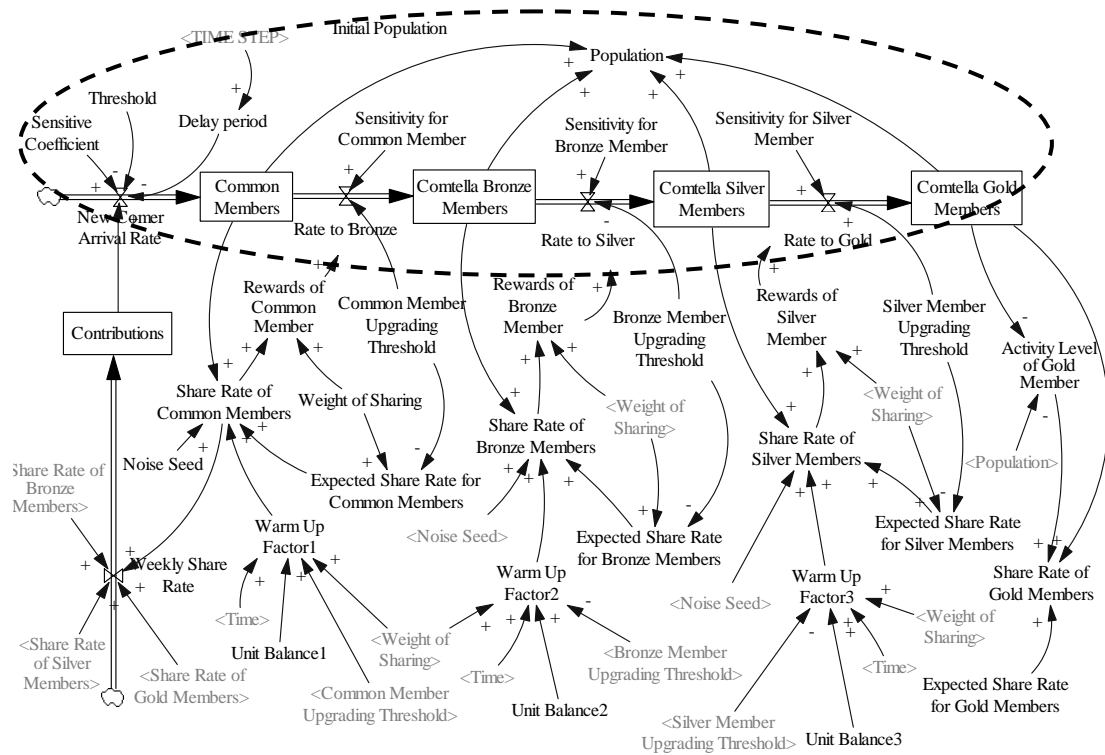 Initial Population
<TIME STEP>
Population
Threshold
Sensitive
Coefficient
Delay period
Sensitivity for
Common Member
Sensitivity for
Bronze Member
Sensitivity for Silver
Member
Common
Members
Comtella Bronze
Members
Comtella Silver
Members
Comtella Gold
Members
New Comer
Arrival Rate
Rate to Bronze
Rate to Silver
Rate to Gold
Contributions
Rewards of
Common
Member
Common Member
Upgrading
Threshold
Rewards of
Bronze
Member
Bronze Member
Upgrading
Threshold
Rewards of
Silver
Member
Silver Member
Upgrading
Threshold
Activity Level
of Gold
Member
Share Rate of
Common Members
Weight of Sharing
Share Rate of
Bronze Members
<Weight of
Sharing>
Share Rate of
Silver Members
<Weight of
Sharing>
<Population>
Noise Seed
Expected Share Rate for
Common Members
Share Rate of
Bronze
Members>
<Noise Seed>
Expected Share Rate
for Bronze Members
Expected Share Rate
for Silver Members
Warm Up
Factor1
Weekly Share
Rate
Warm Up
Factor2
<Noise Seed>
Warm Up
Factor3
Share Rate of
Gold Members
<Time>
Unit Balance1
<Weight of
Sharing>
<Time>
<Bronze Member
Upgrading Threshold>
<Weight of
Sharing>
<Time>
<Share Rate
of Silver
Members>
<Share Rate of
Gold Members>
<Common Member
Upgrading Threshold>
Unit Balance2
<Silver Member
Upgrading Threshold>
Unit Balance3
Expected Share Rate
for Gold Members